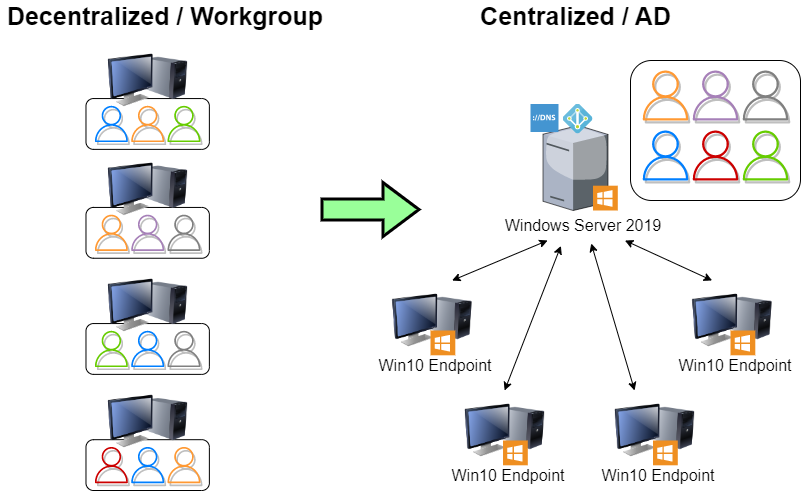 Decentralized / Workgroup
Centralized / AD
://DNS
Windows Server 2019
Win10 Endpoint
Win10 Endpoint
Win10 Endpoint
Win10 Endpoint